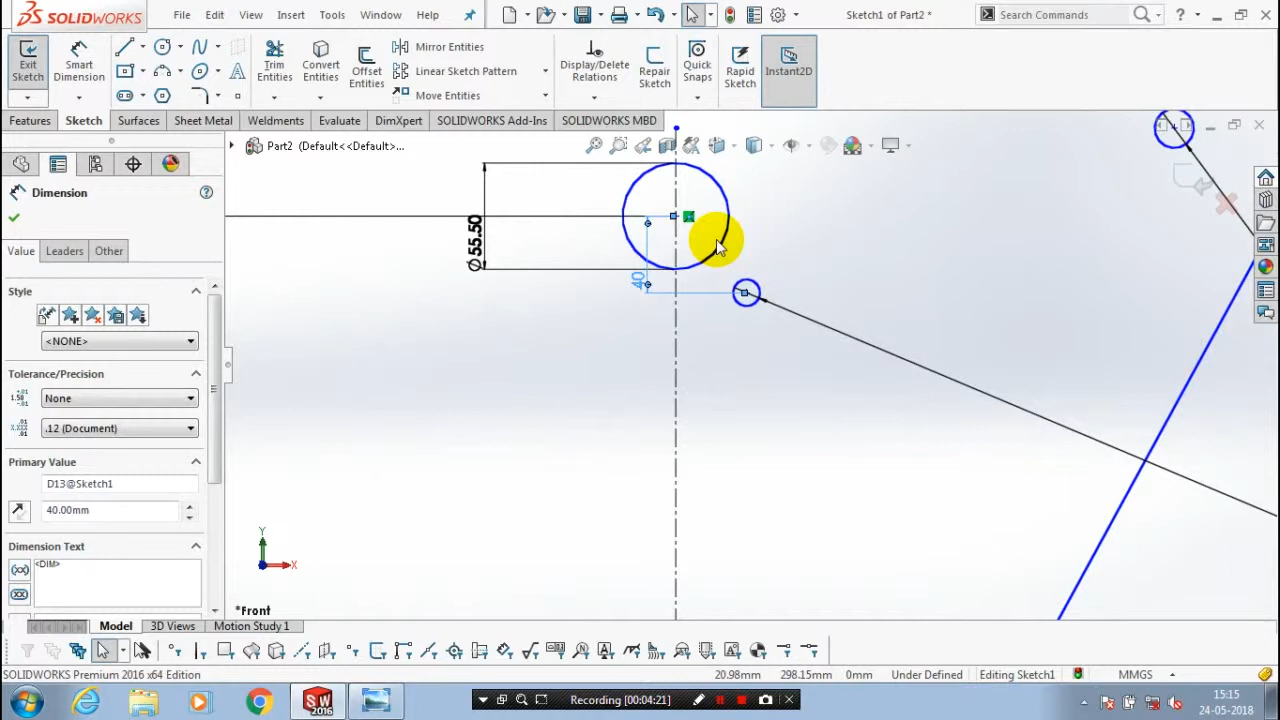 SOLIDWORKS File Edit View Insert Tools Window Help Sketch1 of Part2 * Search Commands ?
Exit Sketch Smart Dimension Trim Entities Convert Entities Offset Entities Mirror Entities Linear Sketch Pattern Move Entities Display/Delete Relations Repair Sketch Quick Snaps Rapid Sketch Instant2D
Features Sketch Surfaces Sheet Metal Weldments Evaluate DimXpert SOLIDWORKS Add-Ins SOLIDWORKS MBD
Part2 (Default<<Default>...
Dimension ?
Value Leaders Other
Style
<NONE>
Tolerance/Precision
None
.12 (Document)
Primary Value
D13@Sketch1
40.00mm
Dimension Text
<DIM>
Ø 55.50
40
Y
X
*Front
Model 3D Views Motion Study 1
SOLIDWORKS Premium 2016 x64 Edition 20.98mm 298.15mm 0mm Under Defined Editing Sketch1 MMGS
SW 2016 Recording [00:04:21] 15:15
24-05-2018